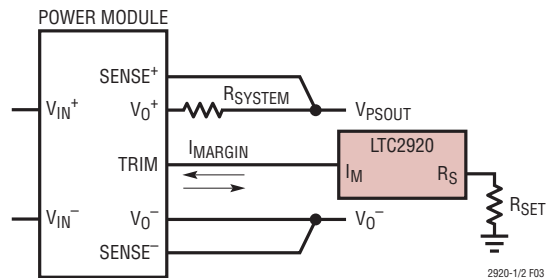 POWER MODULE
SENSE+
RSYSTEM
VIN+
VO+
VPSOUT
IMARGIN
LTC2920
TRIM
IM
RS
VIN−
VO−
VO−
RSET
SENSE−
2920-1/2 F03